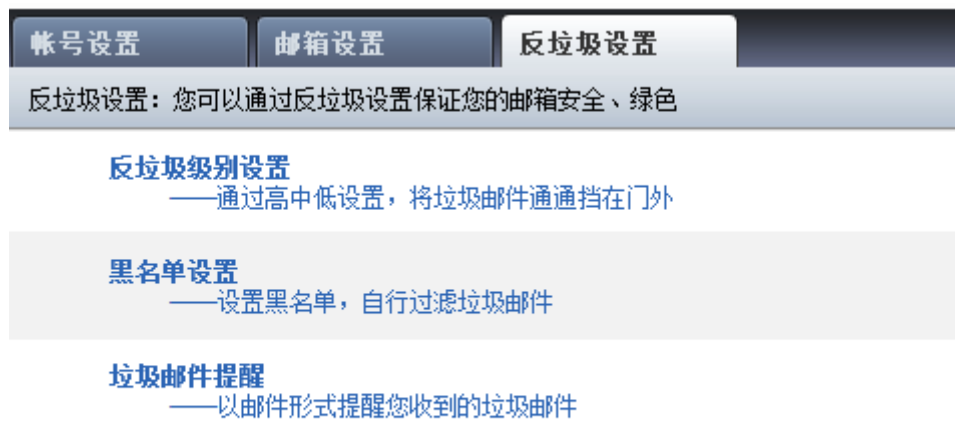 帐号设置 邮箱设置 反垃圾设置
反垃圾设置：您可以通过反垃圾设置保证您的邮箱安全、绿色
反垃圾级别设置
——通过高中低设置，将垃圾邮件通通挡在门外
黑名单设置
——设置黑名单，自行过滤垃圾邮件
垃圾邮件提醒
——以邮件形式提醒您收到的垃圾邮件